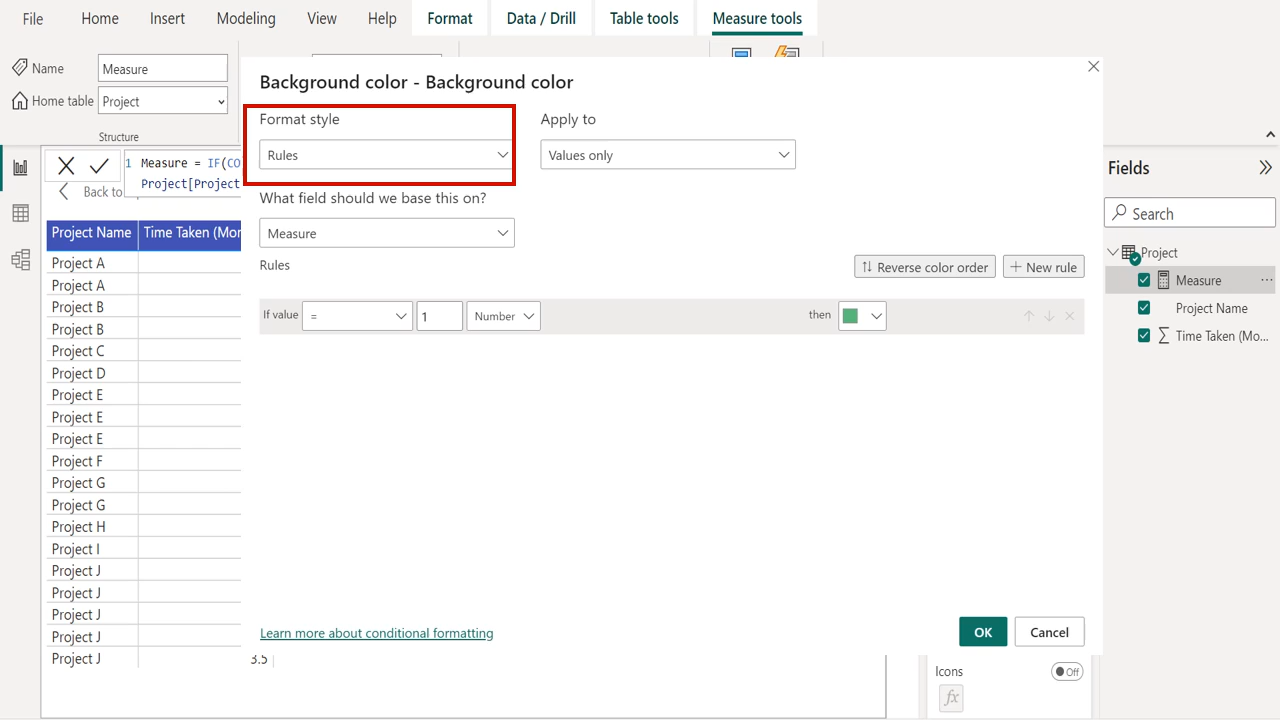 File Home Insert Modeling View Help Format Data / Drill Table tools Measure tools
Name Measure
Home table Project
Structure
1 Measure = IF(CO
Project[Project
Back to
Project Name Time Taken (Mon
Project A
Project A
Project B
Project B
Project C
Project D
Project E
Project E
Project E
Project F
Project G
Project G
Project H
Project I
Project J
Project J
Project J
Project J
Project J
3.5
Background color - Background color
Format style Apply to
Rules Values only
What field should we base this on?
Measure
Rules Reverse color order New rule
If value = 1 Number then
Learn more about conditional formatting OK Cancel
Fields
Search
Project
Measure
Project Name
Time Taken (Mo...
Icons Off
fx